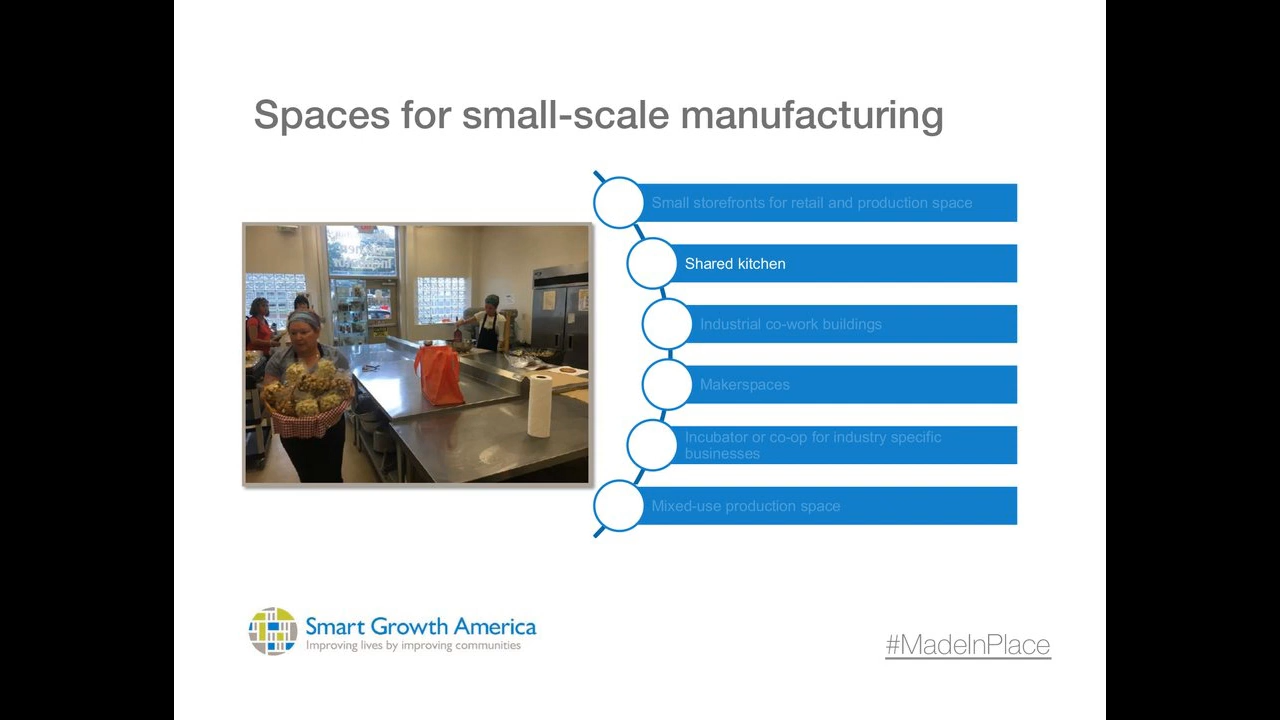 Spaces for small-scale manufacturing
Small storefronts for retail and production space
Shared kitchen
Industrial co-work buildings
Makerspaces
Incubator or co-op for industry specific
businesses
Mixed-use production space
Smart Growth America
Improving lives by improving communities
#MadeInPlace